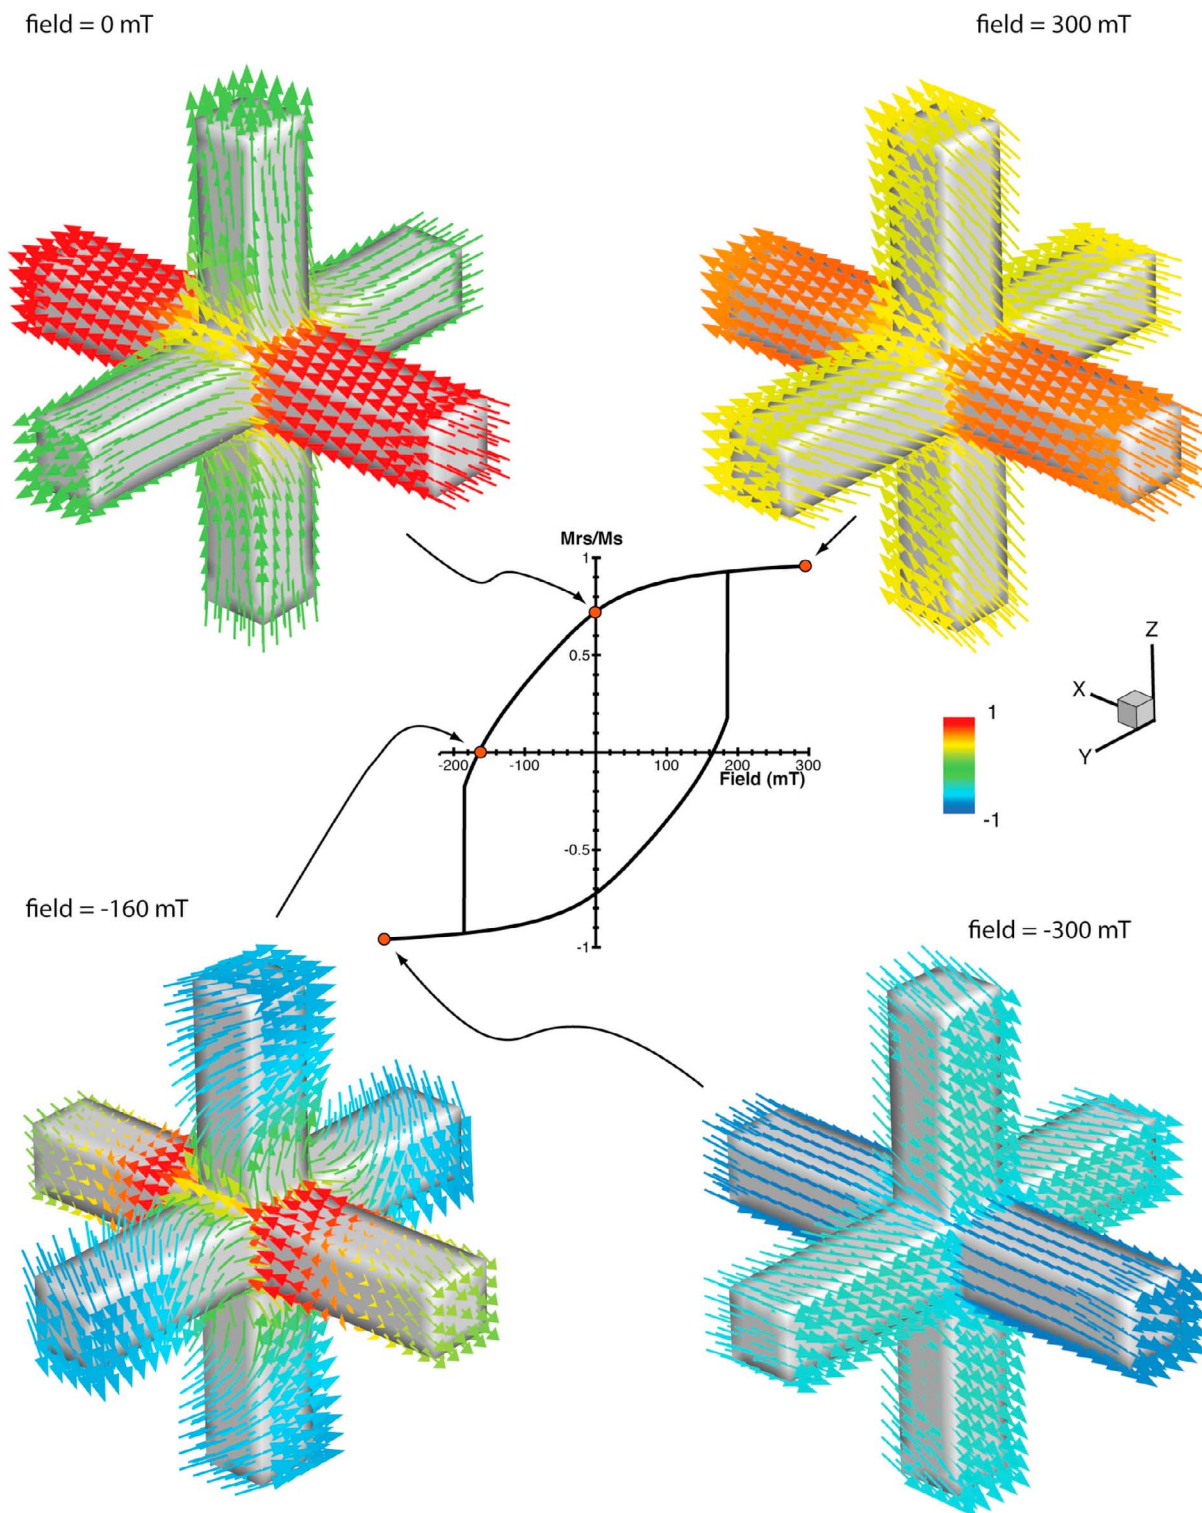 field = 0 mT
field = 300 mT
Mrs/Ms
1
0.5
-200
-100
100
200
300
Field (mT)
-0.5
-1
Z
X
Y
1
-1
field = -160 mT
field = -300 mT